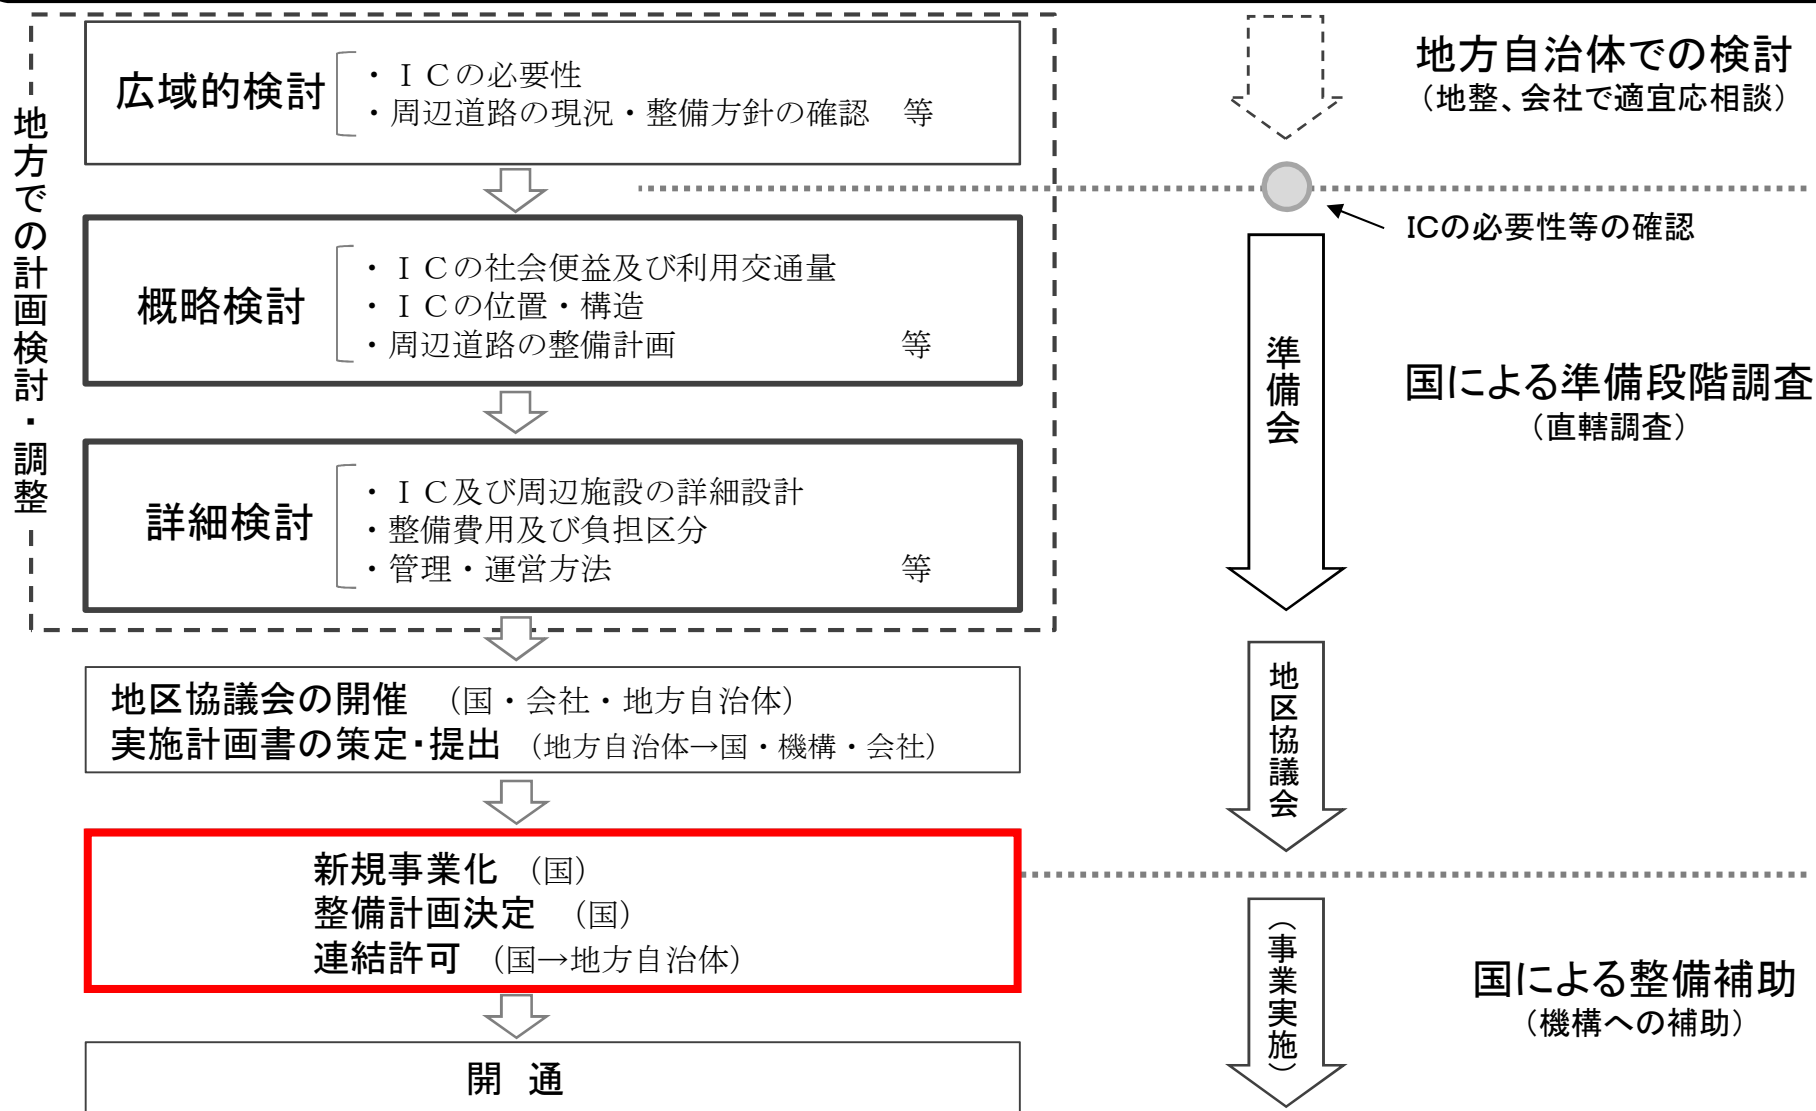 地方での計画検討・調整
広域的検討
・ＩＣの必要性
・周辺道路の現況・整備方針の確認　等
概略検討
・ＩＣの社会便益及び利用交通量
・ＩＣの位置・構造
・周辺道路の整備計画　等
詳細検討
・ＩＣ及び周辺施設の詳細設計
・整備費用及び負担区分
・管理・運営方法　等
地区協議会の開催　（国・会社・地方自治体）
実施計画書の策定・提出　（地方自治体→国・機構・会社）
新規事業化　（国）
整備計画決定　（国）
連結許可　（国→地方自治体）
開　通
地方自治体での検討
（地整、会社で適宜応相談）
ICの必要性等の確認
準備会
国による準備段階調査
（直轄調査）
地区協議会
（事業実施）
国による整備補助
（機構への補助）